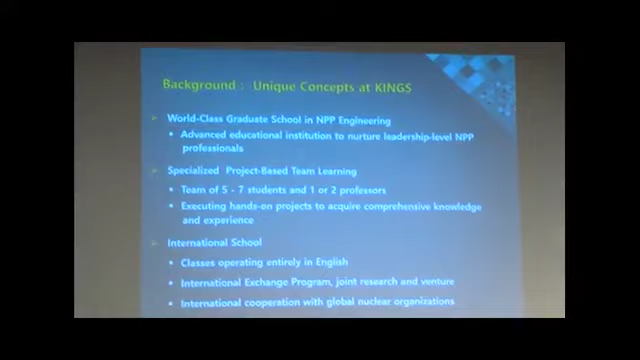 Background : Unique Concepts at KINGS
➢ World-Class Graduate School in NPP Engineering
• Advanced educational institution to nurture leadership-level NPP
professionals
➢ Specialized Project-Based Team Learning
• Team of 5 - 7 students and 1 or 2 professors
• Executing hands-on projects to acquire comprehensive knowledge
and experience
➢ International School
• Classes operating entirely in English
• International Exchange Program, joint research and venture
• International cooperation with global nuclear organizations